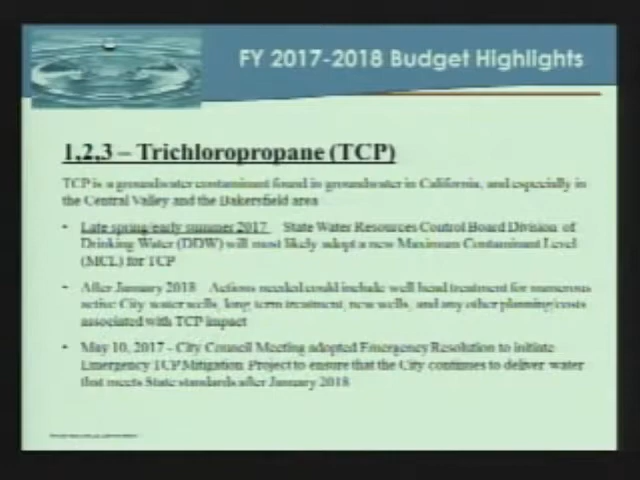 FY 2017-2018 Budget Highlights
1,2,3 – Trichloropropane (TCP)
TCP is a groundwater contaminant found in groundwater in California, and especially in
the Central Valley and the Bakersfield area
• Late spring/early summer 2017 State Water Resources Control Board Division of
Drinking Water (DDW) will most likely adopt a new Maximum Contaminant Level
(MCL) for TCP
• After January 2018 Actions needed could include well head treatment for numerous
active City water wells, long term treatment, new wells, and any other planning/costs
associated with TCP impact
• May 10, 2017 - City Council Meeting adopted Emergency Resolution to initiate
Emergency TCP Mitigation Project to ensure that the City continues to deliver water
that meets State standards after January 2018